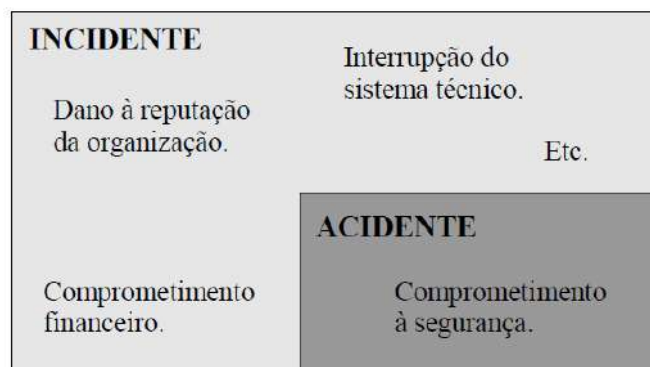 INCIDENTE
Interrupção do
sistema técnico.
Dano à reputação
da organização.
Etc.
ACIDENTE
Comprometimento
financeiro.
Comprometimento
à segurança.